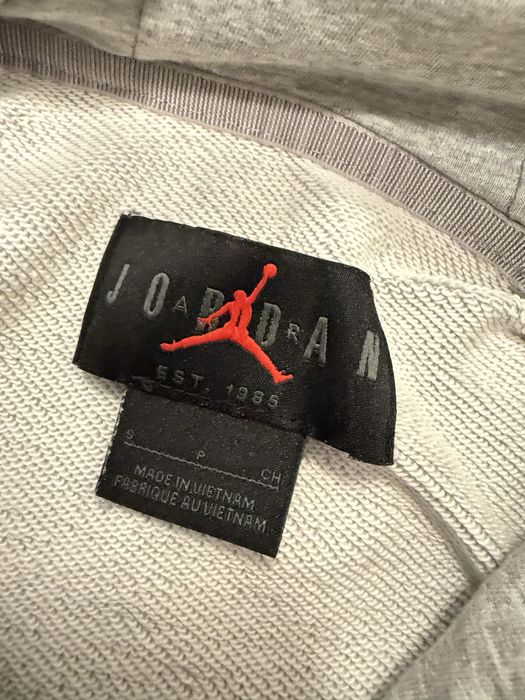 JORDAN
AIR
EST. 1985
S P CH
MADE IN VIETNAM
FABRIQUÉ AU VIETNAM